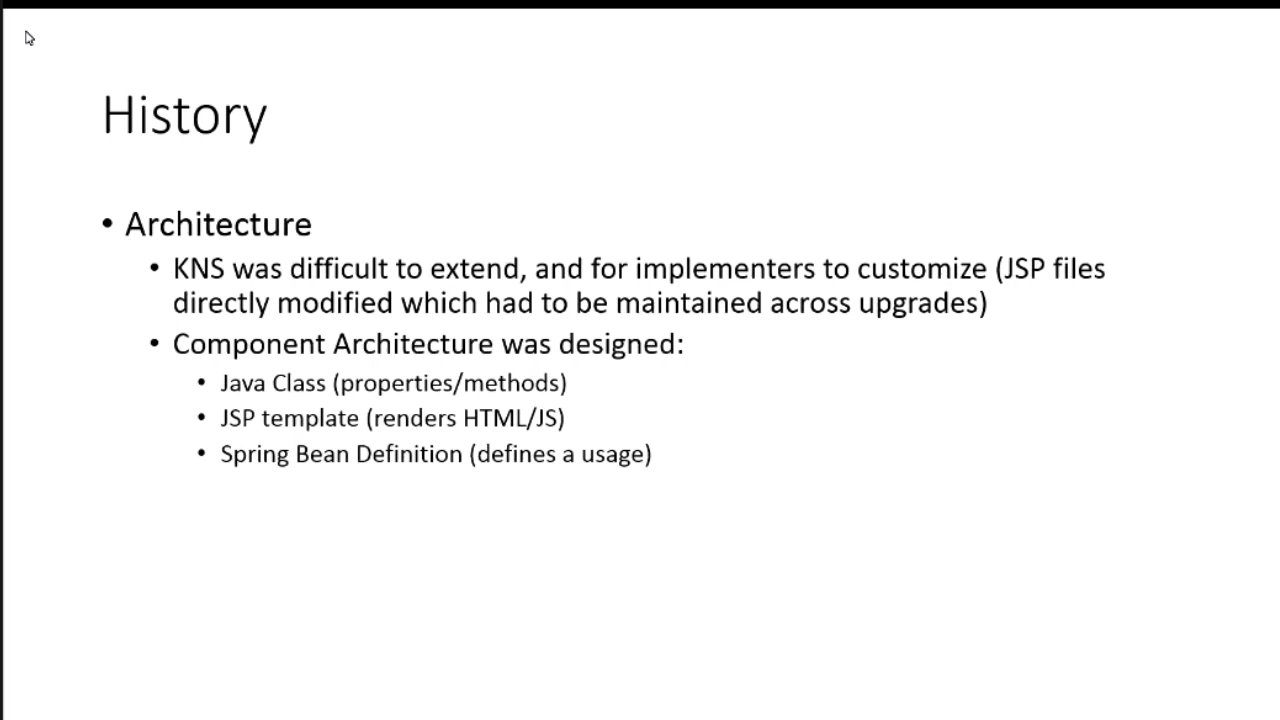 History
• Architecture
• KNS was difficult to extend, and for implementers to customize (JSP files
directly modified which had to be maintained across upgrades)
• Component Architecture was designed:
• Java Class (properties/methods)
• JSP template (renders HTML/JS)
• Spring Bean Definition (defines a usage)